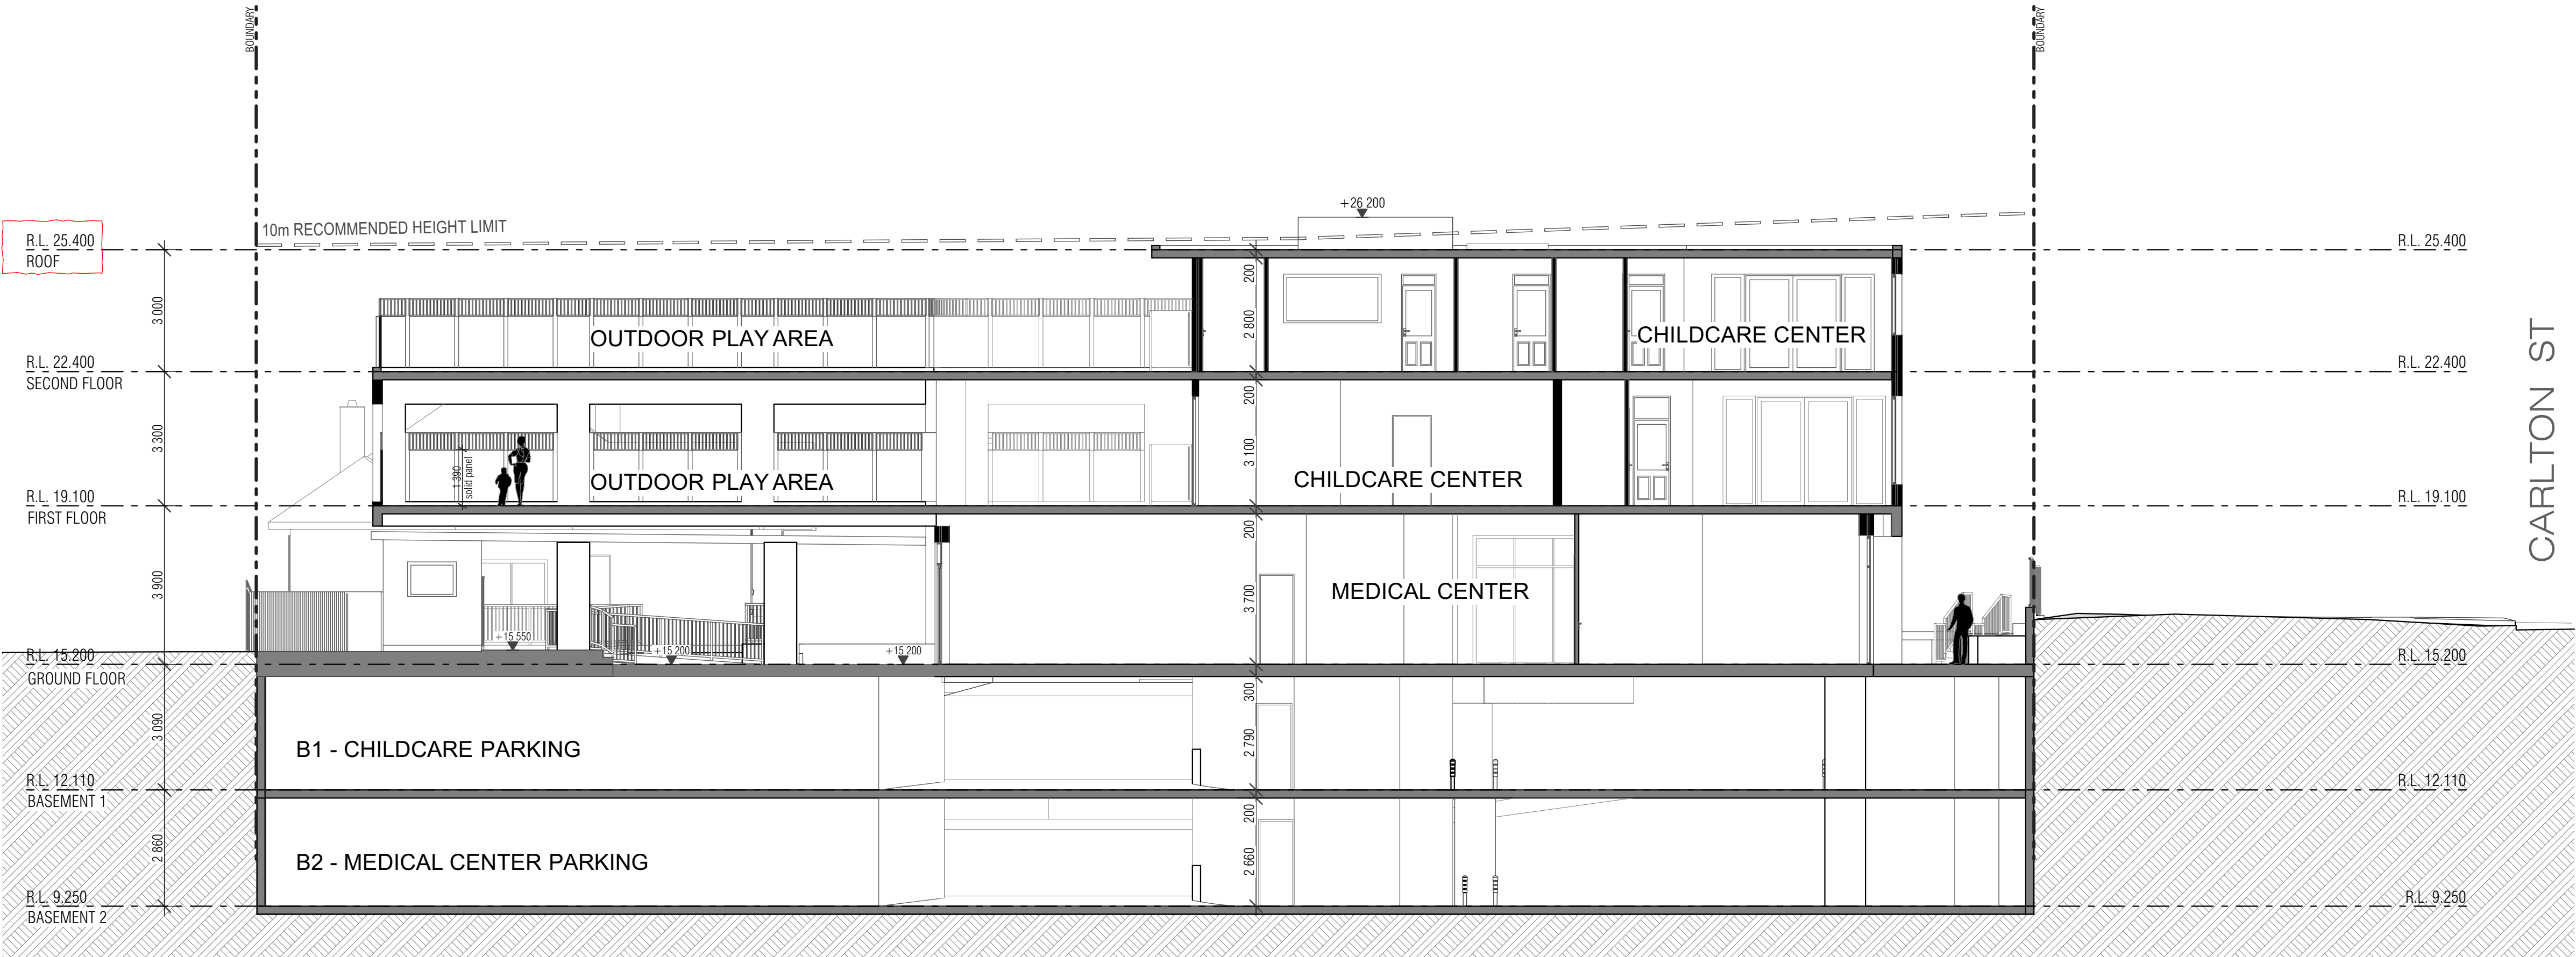 BOUNDARY
BOUNDARY
+26 200
10m RECOMMENDED HEIGHT LIMIT
R.L. 25.400
ROOF
R.L. 25.400
200
3 000
2 800
OUTDOOR PLAY AREA
CHILDCARE CENTER
R.L. 22.400
SECOND FLOOR
R.L. 22.400
200
3 300
3 100
1 390
solid panel
OUTDOOR PLAY AREA
CHILDCARE CENTER
R.L. 19.100
FIRST FLOOR
R.L. 19.100
CARLTON ST
200
3 900
3 700
MEDICAL CENTER
+15 550
+15 200
+15 200
R.L. 15.200
GROUND FLOOR
R.L. 15.200
300
3 090
2 790
B1 - CHILDCARE PARKING
R.L. 12.110
BASEMENT 1
R.L. 12.110
200
2 860
2 660
B2 - MEDICAL CENTER PARKING
R.L. 9.250
BASEMENT 2
R.L. 9.250